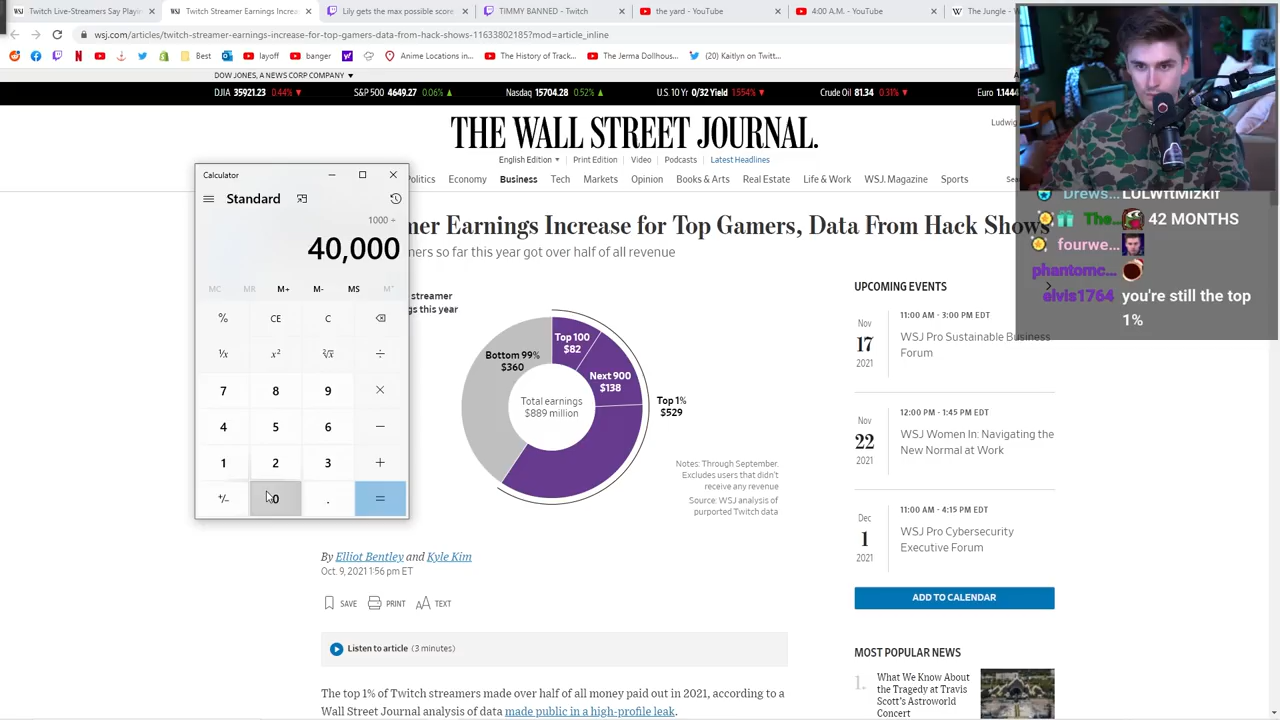 Twitch Live-Streamers Say Playi
Twitch Streamer Earnings Increa
Lily gets the max possible score
TIMMY BANNED - Twitch
the yard - YouTube
4:00 A.M. - YouTube
The Jungle - W
wsj.com/articles/twitch-streamer-earnings-increase-for-top-gamers-data-from-hack-shows-11633802185?mod=article_inline
Best
layoff
banger
Anime Locations in...
The History of Track...
The Jerma Dollhous...
(20) Kaitlyn on Twitt...
DOW JONES, A NEWS CORP COMPANY
DJIA 35921.23 0.44% ▼
S&P 500 4649.27 0.06% ▲
Nasdaq 15704.28 0.52% ▲
U.S. 10 Yr 0/32 Yield 1.554% ▼
Crude Oil 81.34 0.31% ▼
Euro 1.144
THE WALL STREET JOURNAL.
Ludwig
English Edition
Print Edition
Video
Podcasts
Latest Headlines
Politics
Economy
Business
Tech
Markets
Opinion
Books & Arts
Real Estate
Life & Work
WSJ. Magazine
Sports
Sea
Calculator
Standard
1000 ÷
40,000
MC MR M+ M- MS M
% CE C
¹/x x² ²√x ÷
7 8 9 ×
4 5 6 −
1 2 3 +
+/− 0 . =
mer Earnings Increase for Top Gamers, Data From Hack Shows
ners so far this year got over half of all revenue
streamer
gs this year
Top 100
$82
Next 900
$138
Bottom 99%
$360
Top 1%
$529
Total earnings
$889 million
Notes: Through September.
Excludes users that didn't
receive any revenue
Source: WSJ analysis of
purported Twitch data
By Elliot Bentley and Kyle Kim
Oct. 9, 2021 1:56 pm ET
SAVE
PRINT
AA TEXT
Listen to article (3 minutes)
The top 1% of Twitch streamers made over half of all money paid out in 2021, according to a
Wall Street Journal analysis of data made public in a high-profile leak.
UPCOMING EVENTS
Nov
17
2021
11:00 AM - 3:00 PM EDT
WSJ Pro Sustainable Business
Forum
Nov
22
2021
12:00 PM - 1:45 PM EDT
WSJ Women In: Navigating the
New Normal at Work
Dec
1
2021
11:00 AM - 4:15 PM EDT
WSJ Pro Cybersecurity
Executive Forum
ADD TO CALENDAR
MOST POPULAR NEWS
1.
What We Know About
the Tragedy at Travis
Scott's Astroworld
Concert
Drews... LULWftMizkif
The... 42 MONTHS
fourwe...
phantomc...
elvis1764 you're still the top
1%